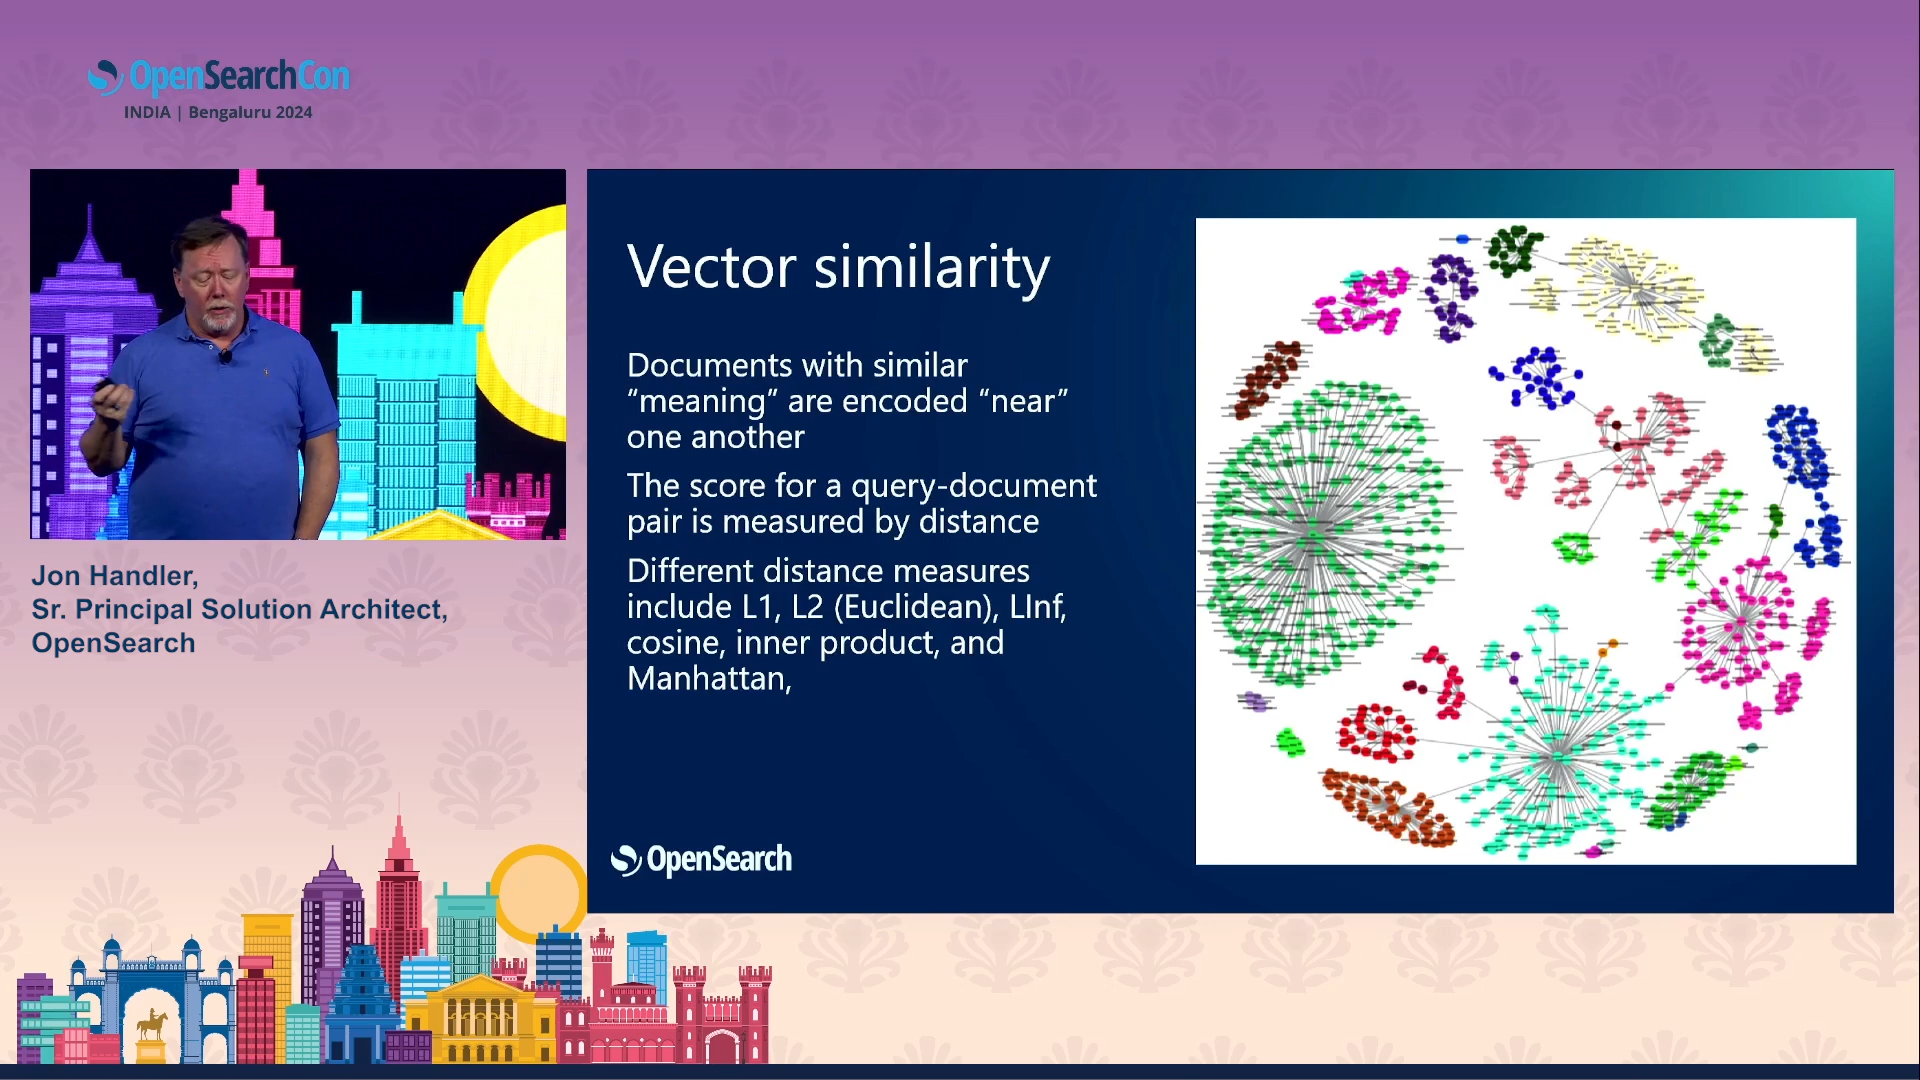 OpenSearchCon
INDIA | Bengaluru 2024
Jon Handler,
Sr. Principal Solution Architect,
OpenSearch
Vector similarity
Documents with similar
“meaning” are encoded “near”
one another
The score for a query-document
pair is measured by distance
Different distance measures
include L1, L2 (Euclidean), LInf,
cosine, inner product, and
Manhattan,
OpenSearch